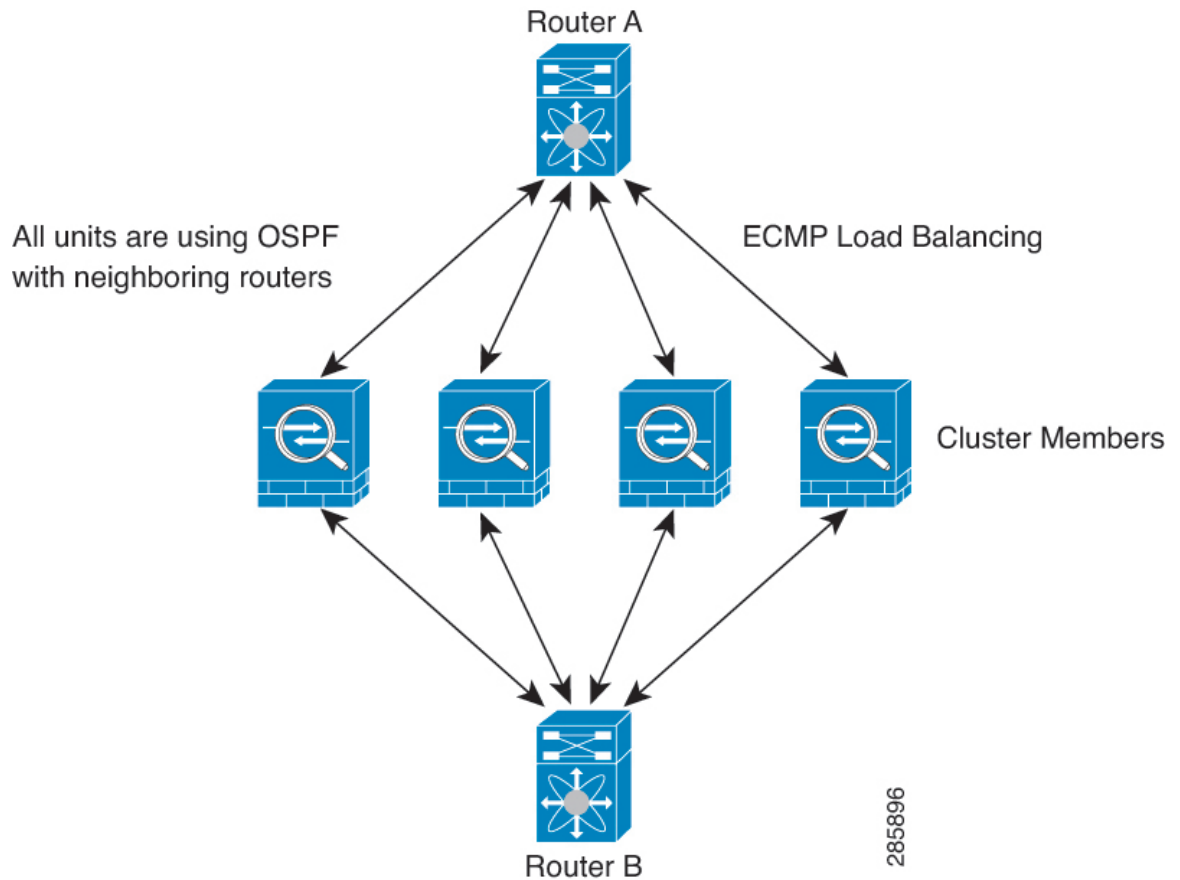 Router A
All units are using OSPF
with neighboring routers
ECMP Load Balancing
Cluster Members
285896
Router B